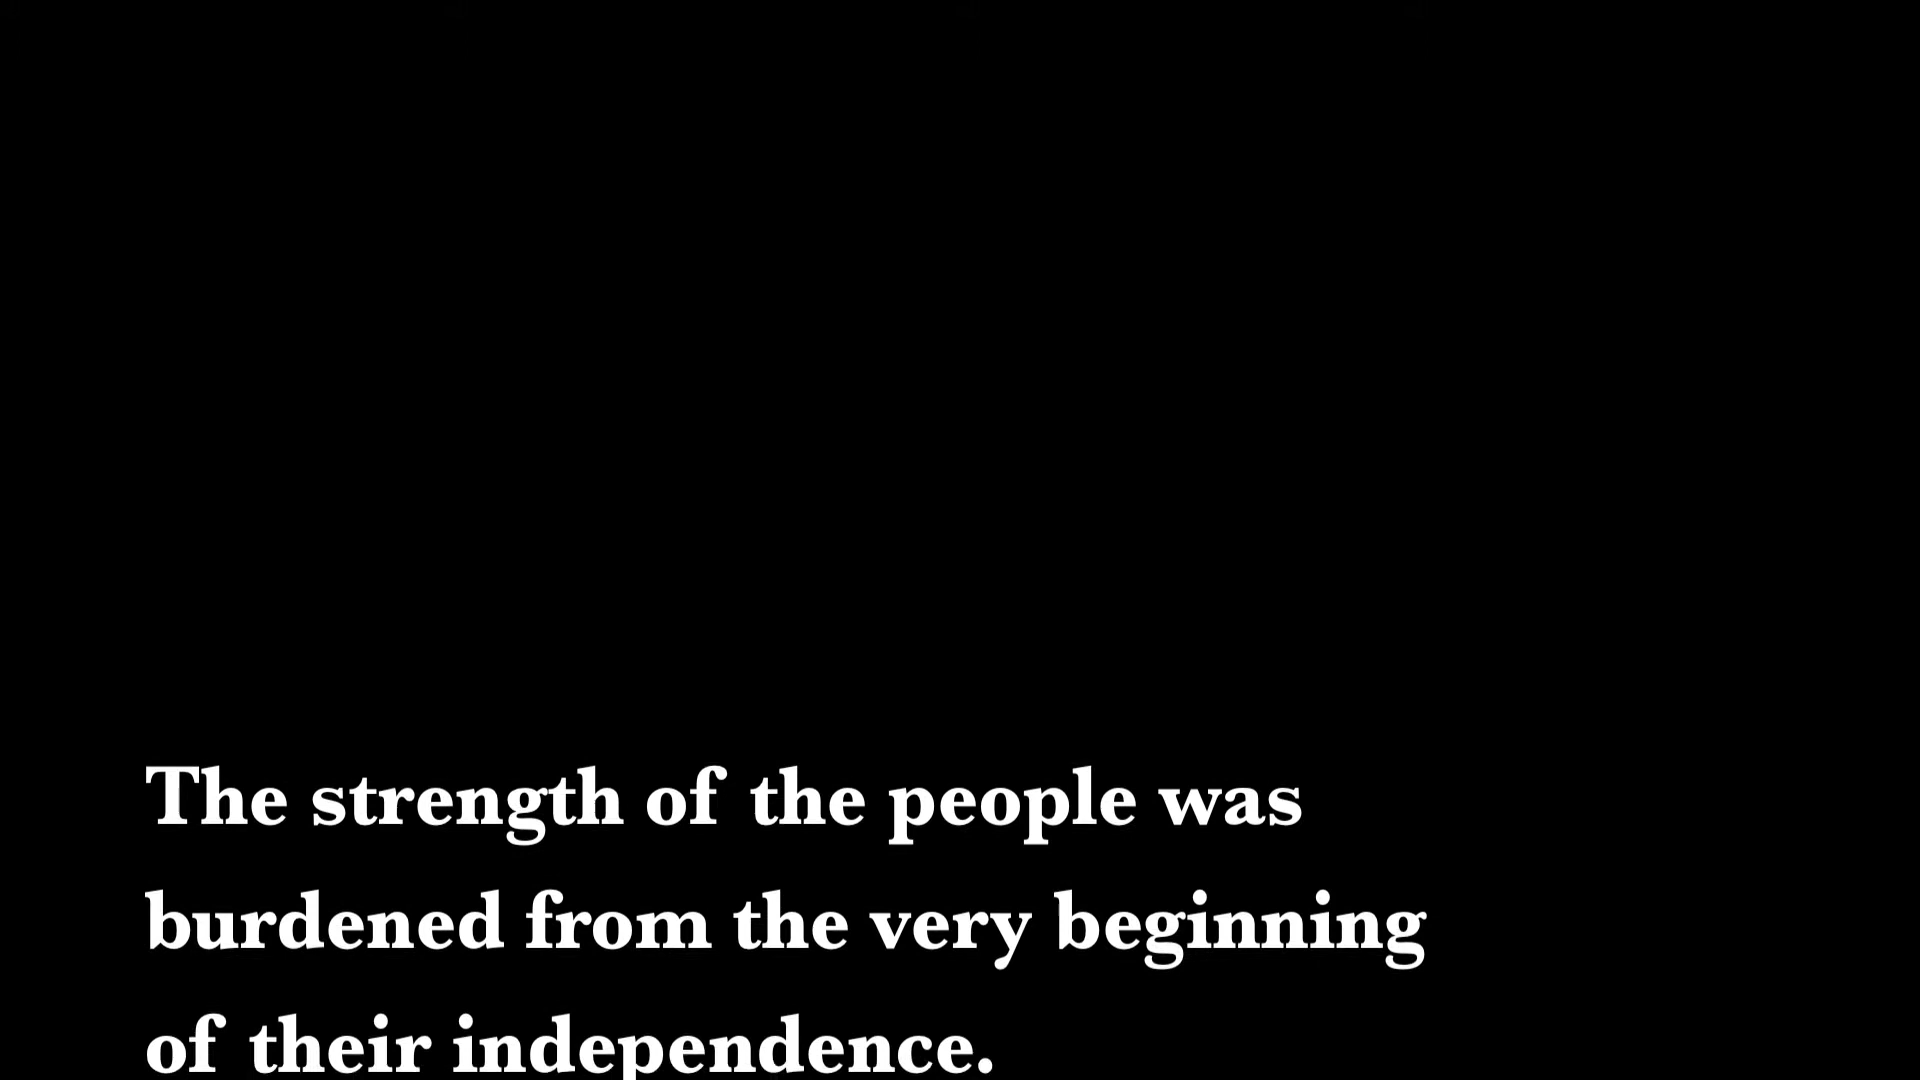 The strength of the people was
burdened from the very beginning
of their independence.